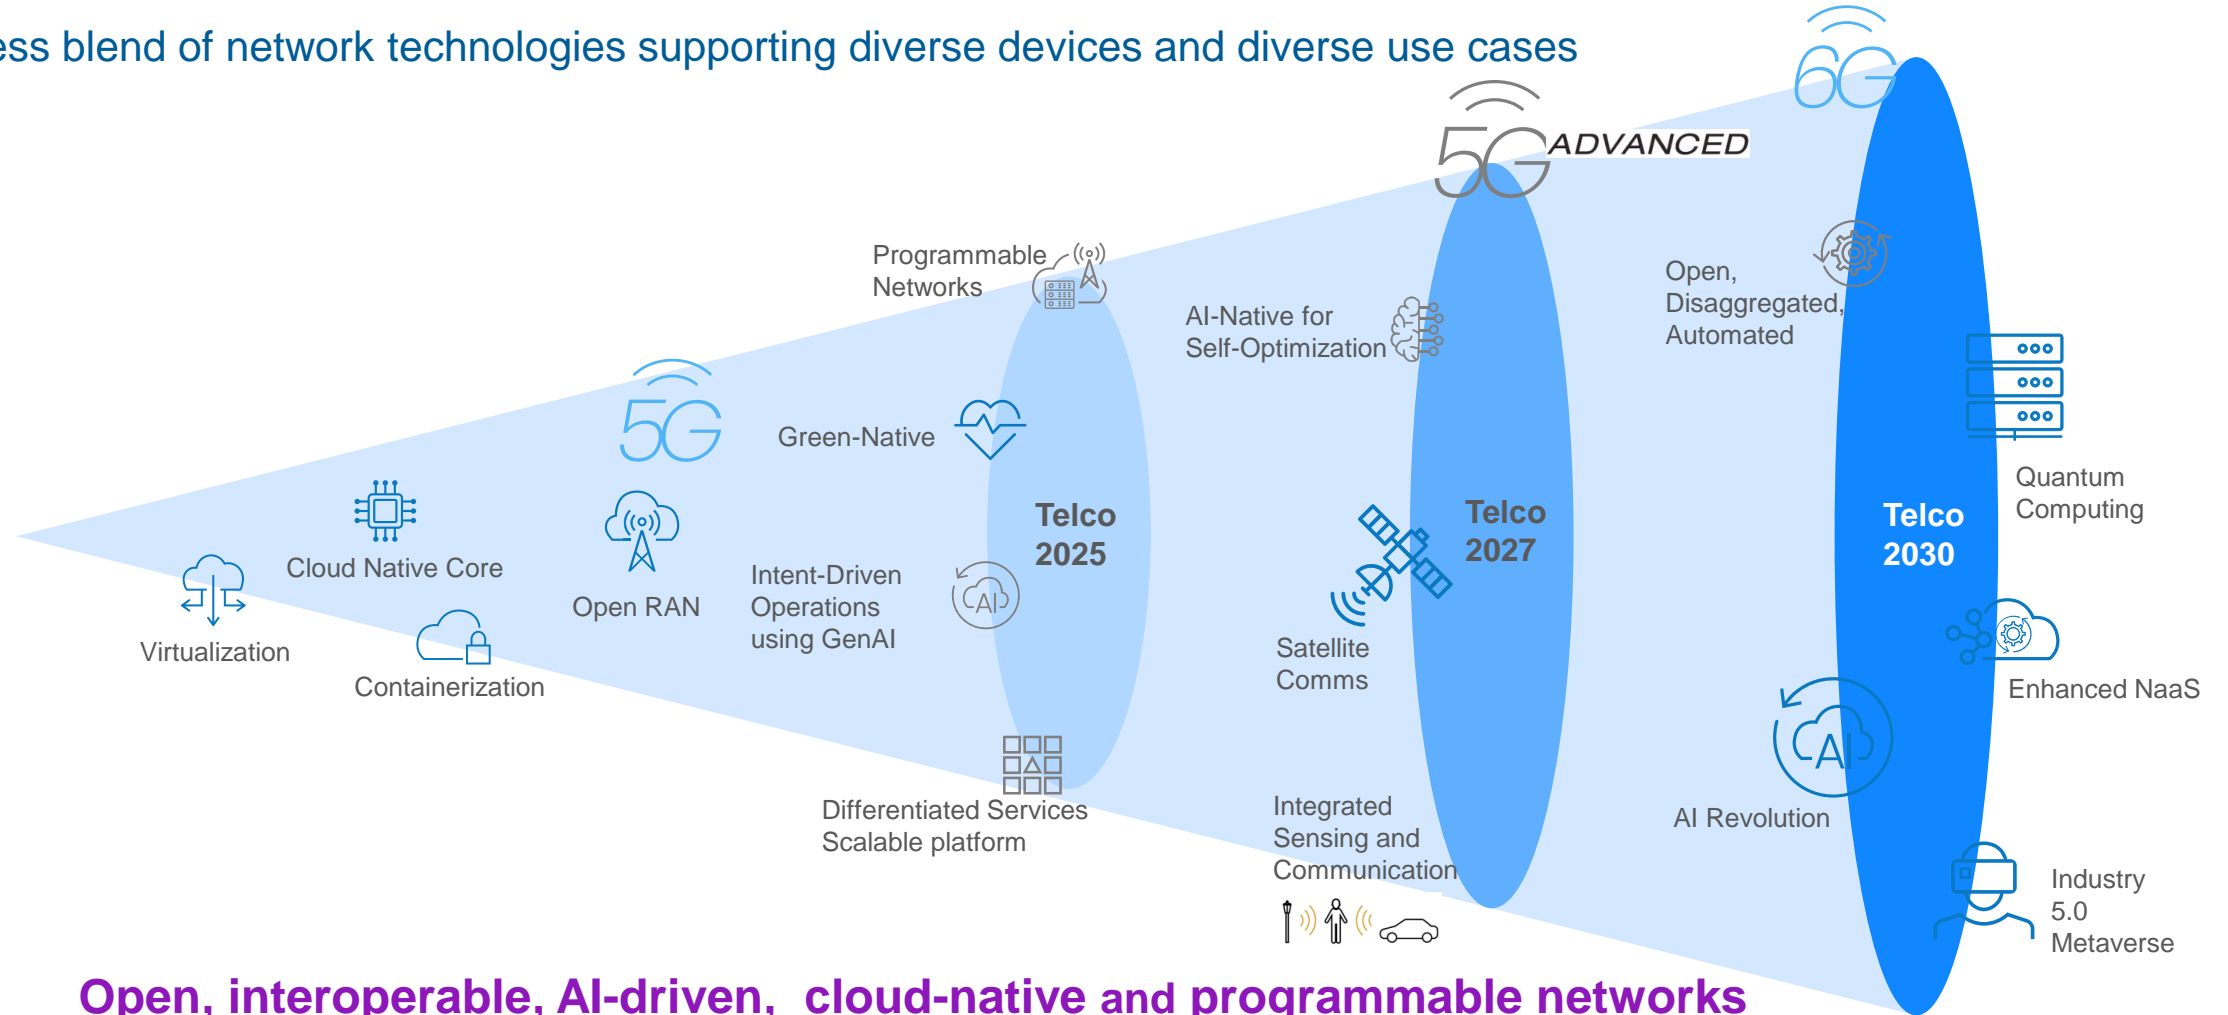 ess blend of network technologies supporting diverse devices and diverse use cases
6G
5G ADVANCED
Programmable
Networks
AI-Native for
Self-Optimization
Open,
Disaggregated,
Automated
5G
Green-Native
Quantum
Computing
Telco
2025
Telco
2027
Telco
2030
Cloud Native Core
Virtualization
Containerization
Open RAN
Intent-Driven
Operations
using GenAI
AI
Satellite
Comms
Enhanced NaaS
AI
AI Revolution
Differentiated Services
Scalable platform
Integrated
Sensing and
Communication
Industry
5.0
Metaverse
Open, interoperable, AI-driven, cloud-native and programmable networks